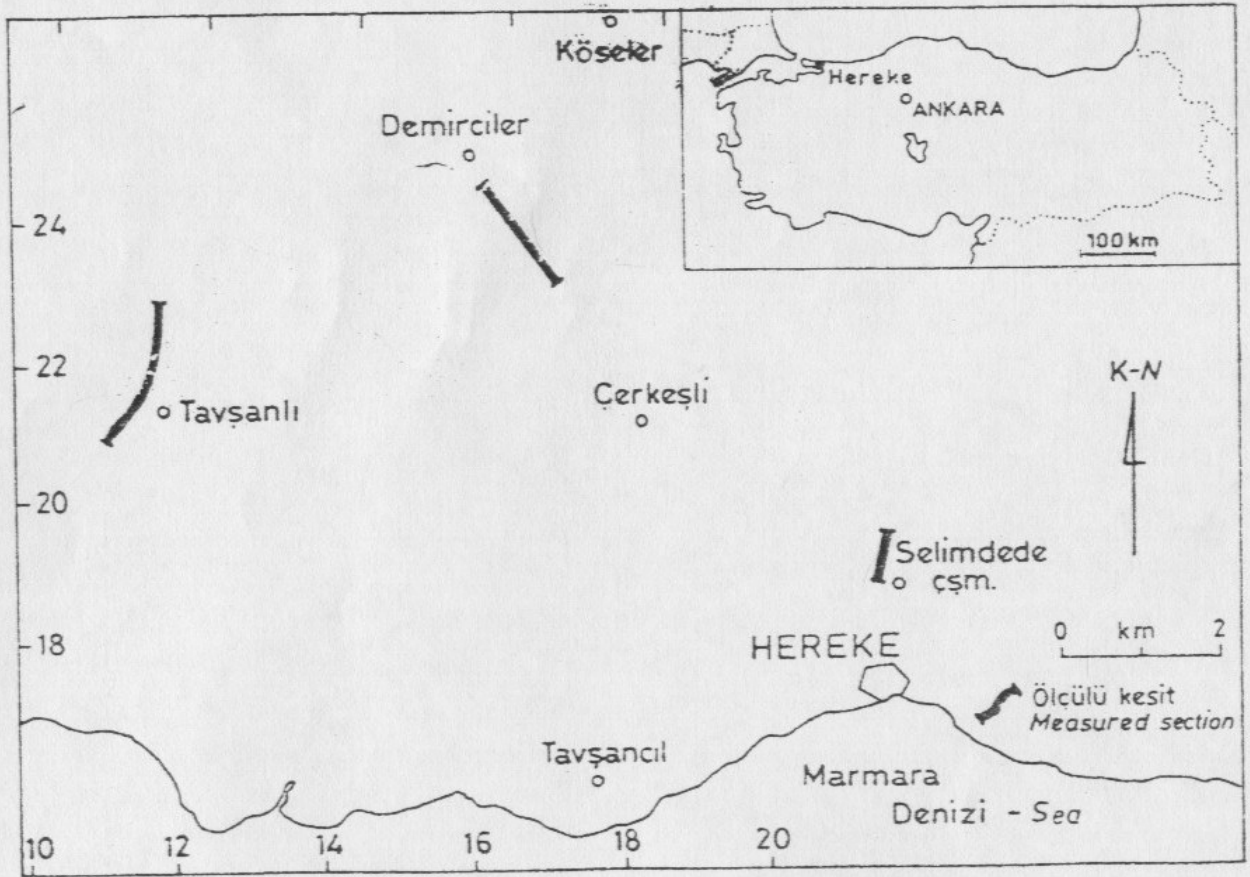 Köseler
Hereke
ANKARA
100 km
Demirciler
24
22
K-N
Tavşanlı
Çerkeşli
20
Selimdede
çşm.
18
HEREKE
0 km 2
Ölçülü kesit
Measured section
Tavşancıl
Marmara
Denizi - Sea
10 12 14 16 18 20